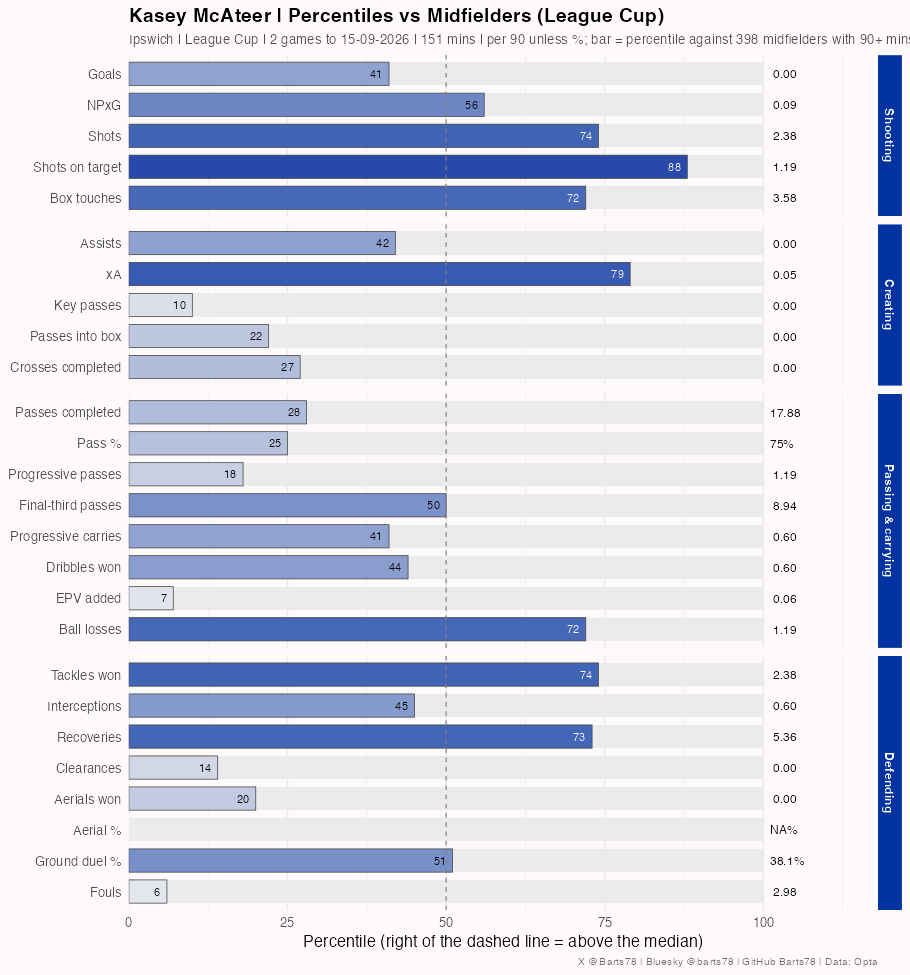 Kasey McAteer | Percentiles vs Midfielders (League Cup)
Ipswich | League Cup | 2 games to 15-09-2026 | 151 mins | per 90 unless %; bar = percentile against 398 midfielders with 90+ mins
Shooting
Goals 41 0.00
NPxG 56 0.09
Shots 74 2.38
Shots on target 88 1.19
Box touches 72 3.58
Creating
Assists 42 0.00
xA 79 0.05
Key passes 10 0.00
Passes into box 22 0.00
Crosses completed 27 0.00
Passing & carrying
Passes completed 28 17.88
Pass % 25 75%
Progressive passes 18 1.19
Final-third passes 50 8.94
Progressive carries 41 0.60
Dribbles won 44 0.60
EPV added 7 0.06
Ball losses 72 1.19
Defending
Tackles won 74 2.38
Interceptions 45 0.60
Recoveries 73 5.36
Clearances 14 0.00
Aerials won 20 0.00
Aerial % NA%
Ground duel % 51 38.1%
Fouls 6 2.98
0 25 50 75 100
Percentile (right of the dashed line = above the median)
X @Barts78 | Bluesky @barts78 | GitHub Barts78 | Data: Opta